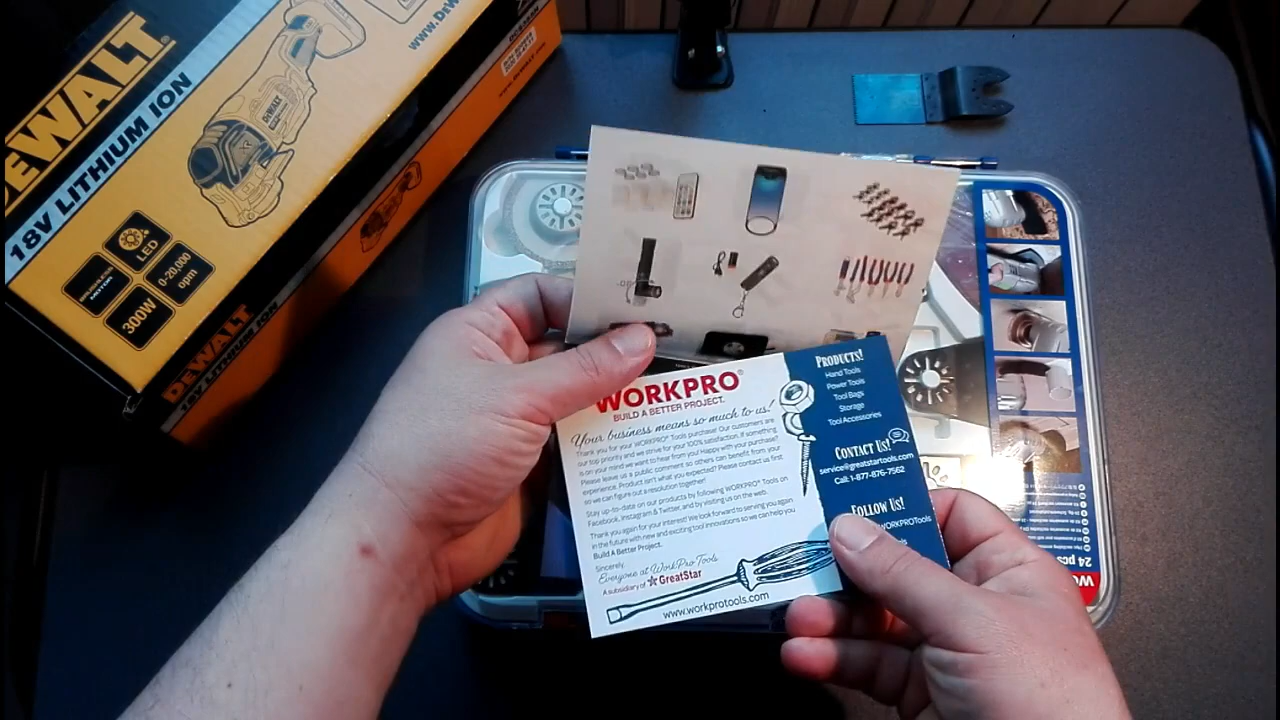 DEWALT
18V LITHIUM ION
www.DeW
BRUSHLESS
MOTOR
LED
300W
0-20,000
opm
DEWALT
18V LITHIUM ION
WORKPRO®
BUILD A BETTER PROJECT.
Your business means so much to us!
Thank you for your WORKPRO® Tools purchase! Our customers are
our top priority and we strive for your 100% satisfaction. If something
is on your mind we want to hear from you! Happy with your purchase?
Please leave us a public comment so others can benefit from your
experience. Product isn't what you expected? Please contact us first
so we can figure out a resolution together!
Stay up-to-date on our products by following WORKPRO® Tools on
Facebook, Instagram & Twitter, and by visiting us on the web.
Thank you again for your interest! We look forward to serving you again
in the future with new and exciting tool innovations so we can help you
Build A Better Project.
Sincerely,
Everyone at WorkPro Tools
A subsidiary of GreatStar
www.workprotools.com
PRODUCTS!
Hand Tools
Power Tools
Tool Bags
Storage
Tool Accessories
CONTACT US!
service@greatstartools.com
Call: 1-877-876-7562
FOLLOW US!
WORKPROTools
24 pcs
WO